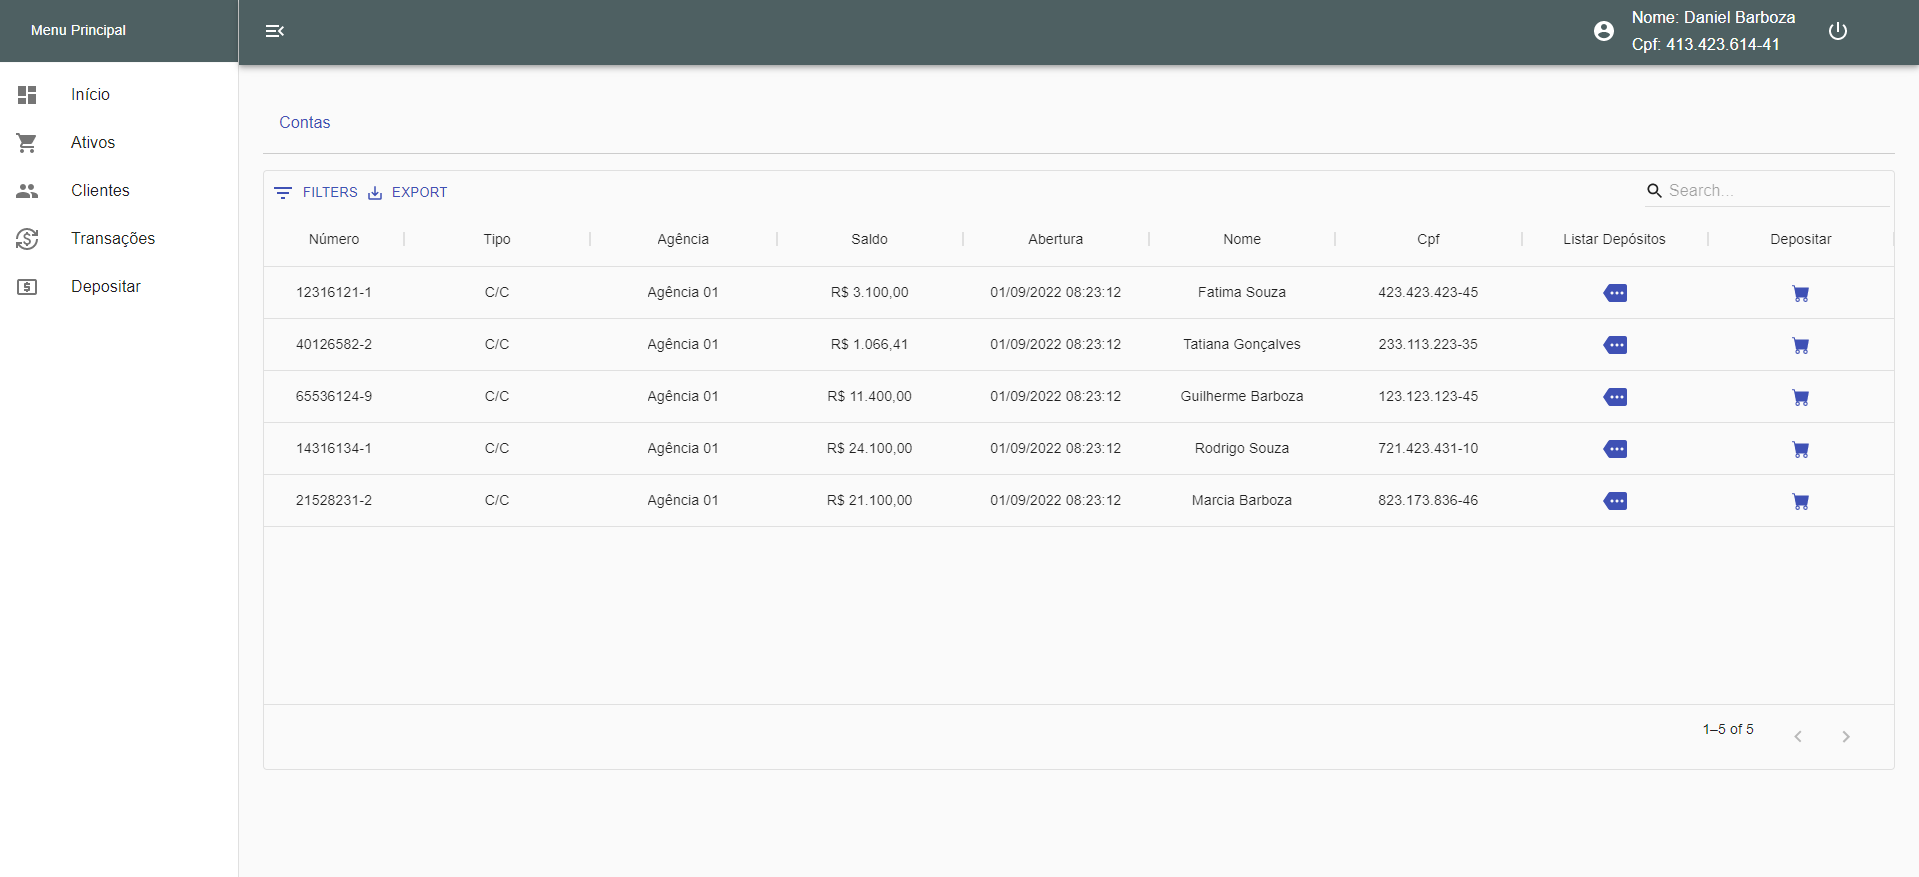 Menu Principal
Nome: Daniel Barboza
Cpf: 413.423.614-41
Início
Ativos
Clientes
Transações
Depositar
Contas
FILTERS EXPORT Search...
Número Tipo Agência Saldo Abertura Nome Cpf Listar Depósitos Depositar
12316121-1 C/C Agência 01 R$ 3.100,00 01/09/2022 08:23:12 Fatima Souza 423.423.423-45
40126582-2 C/C Agência 01 R$ 1.066,41 01/09/2022 08:23:12 Tatiana Gonçalves 233.113.223-35
65536124-9 C/C Agência 01 R$ 11.400,00 01/09/2022 08:23:12 Guilherme Barboza 123.123.123-45
14316134-1 C/C Agência 01 R$ 24.100,00 01/09/2022 08:23:12 Rodrigo Souza 721.423.431-10
21528231-2 C/C Agência 01 R$ 21.100,00 01/09/2022 08:23:12 Marcia Barboza 823.173.836-46
1–5 of 5